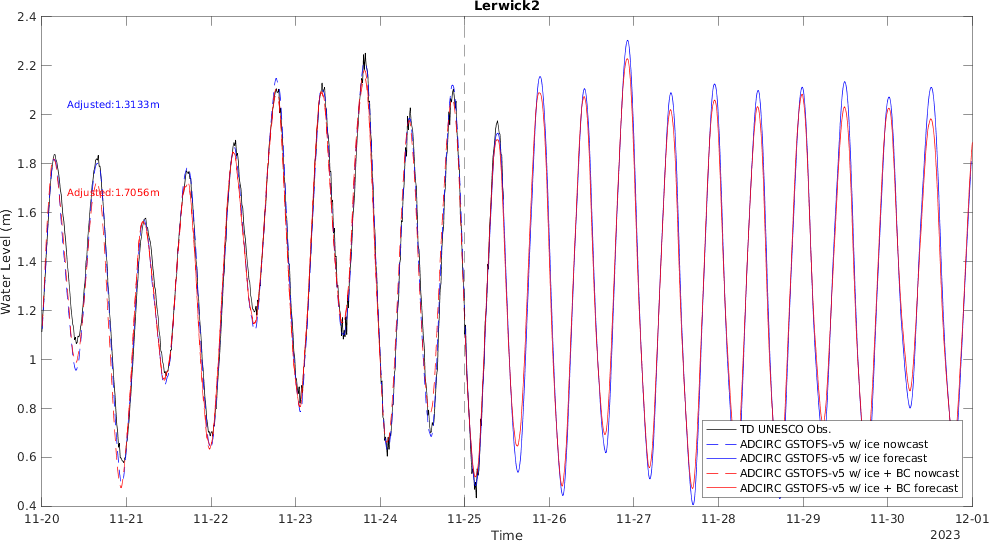 Lerwick2
2.4
2.2
2
1.8
1.6
1.4
1.2
1
0.8
0.6
0.4
Water Level (m)
Adjusted:1.3133m
Adjusted:1.7056m
TD UNESCO Obs.
ADCIRC GSTOFS-v5 w/ ice nowcast
ADCIRC GSTOFS-v5 w/ ice forecast
ADCIRC GSTOFS-v5 w/ ice + BC nowcast
ADCIRC GSTOFS-v5 w/ ice + BC forecast
11-20 11-21 11-22 11-23 11-24 11-25 11-26 11-27 11-28 11-29 11-30 12-01
Time
2023